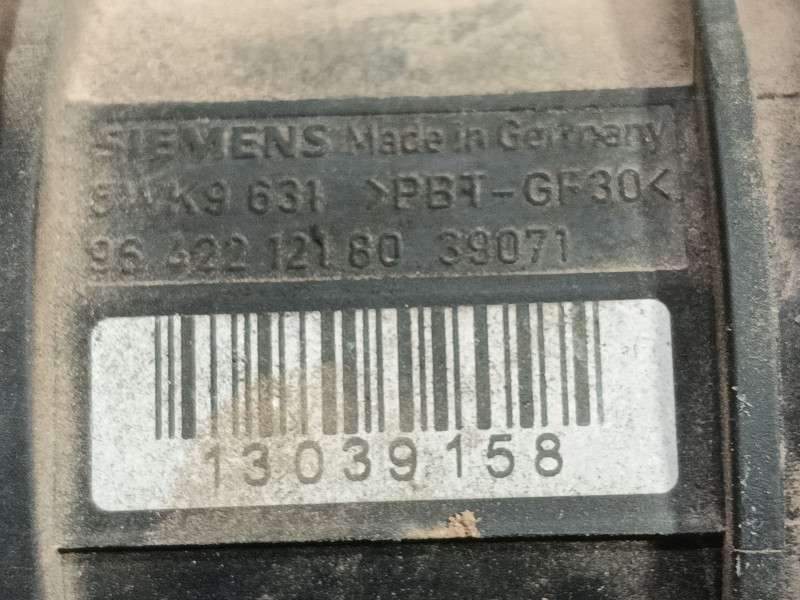 SIEMENS Made in Germany
5WK9 631 >PBT-GF30<
96 422 121 80 39071
13039158